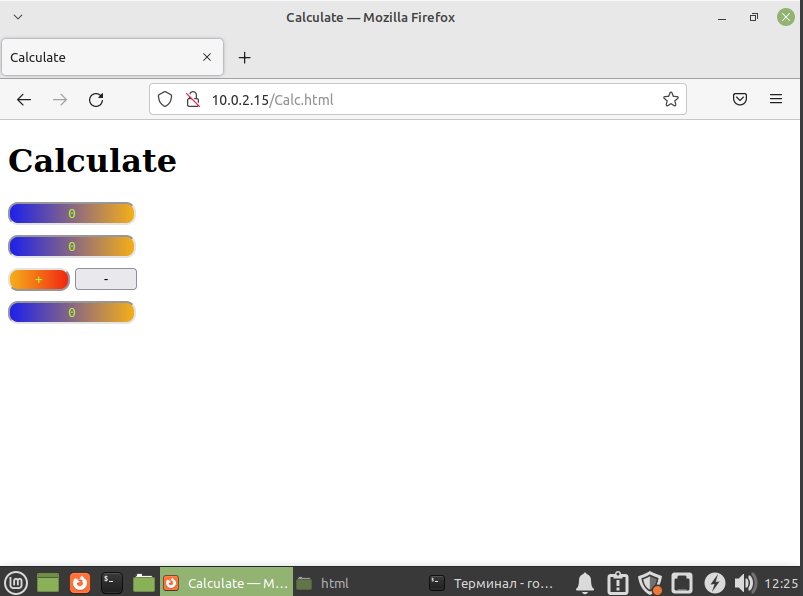 Calculate — Mozilla Firefox
Calculate
10.0.2.15/Calc.html
Calculate
0
0
+ -
0
Calculate — M... html Терминал - го... 12:25